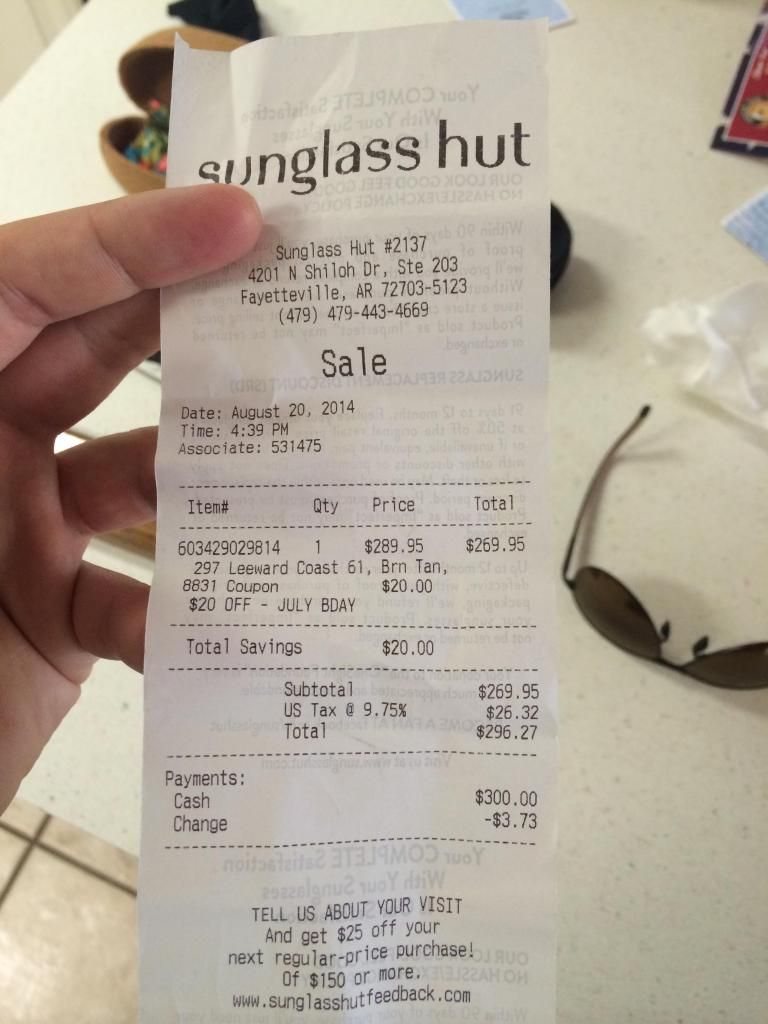 sunglass hut
Sunglass Hut #2137
4201 N Shiloh Dr, Ste 203
Fayetteville, AR 72703-5123
(479) 479-443-4669
Sale
Date: August 20, 2014
Time: 4:39 PM
Associate: 531475
Item# Qty Price Total
603429029814 1 $289.95 $269.95
297 Leeward Coast 61, Brn Tan,
8831 Coupon $20.00
$20 OFF - JULY BDAY
Total Savings $20.00
Subtotal $269.95
US Tax @ 9.75% $26.32
Total $296.27
Payments:
Cash $300.00
Change -$3.73
TELL US ABOUT YOUR VISIT
And get $25 off your
next regular-price purchase!
Of $150 or more.
www.sunglasshutfeedback.com